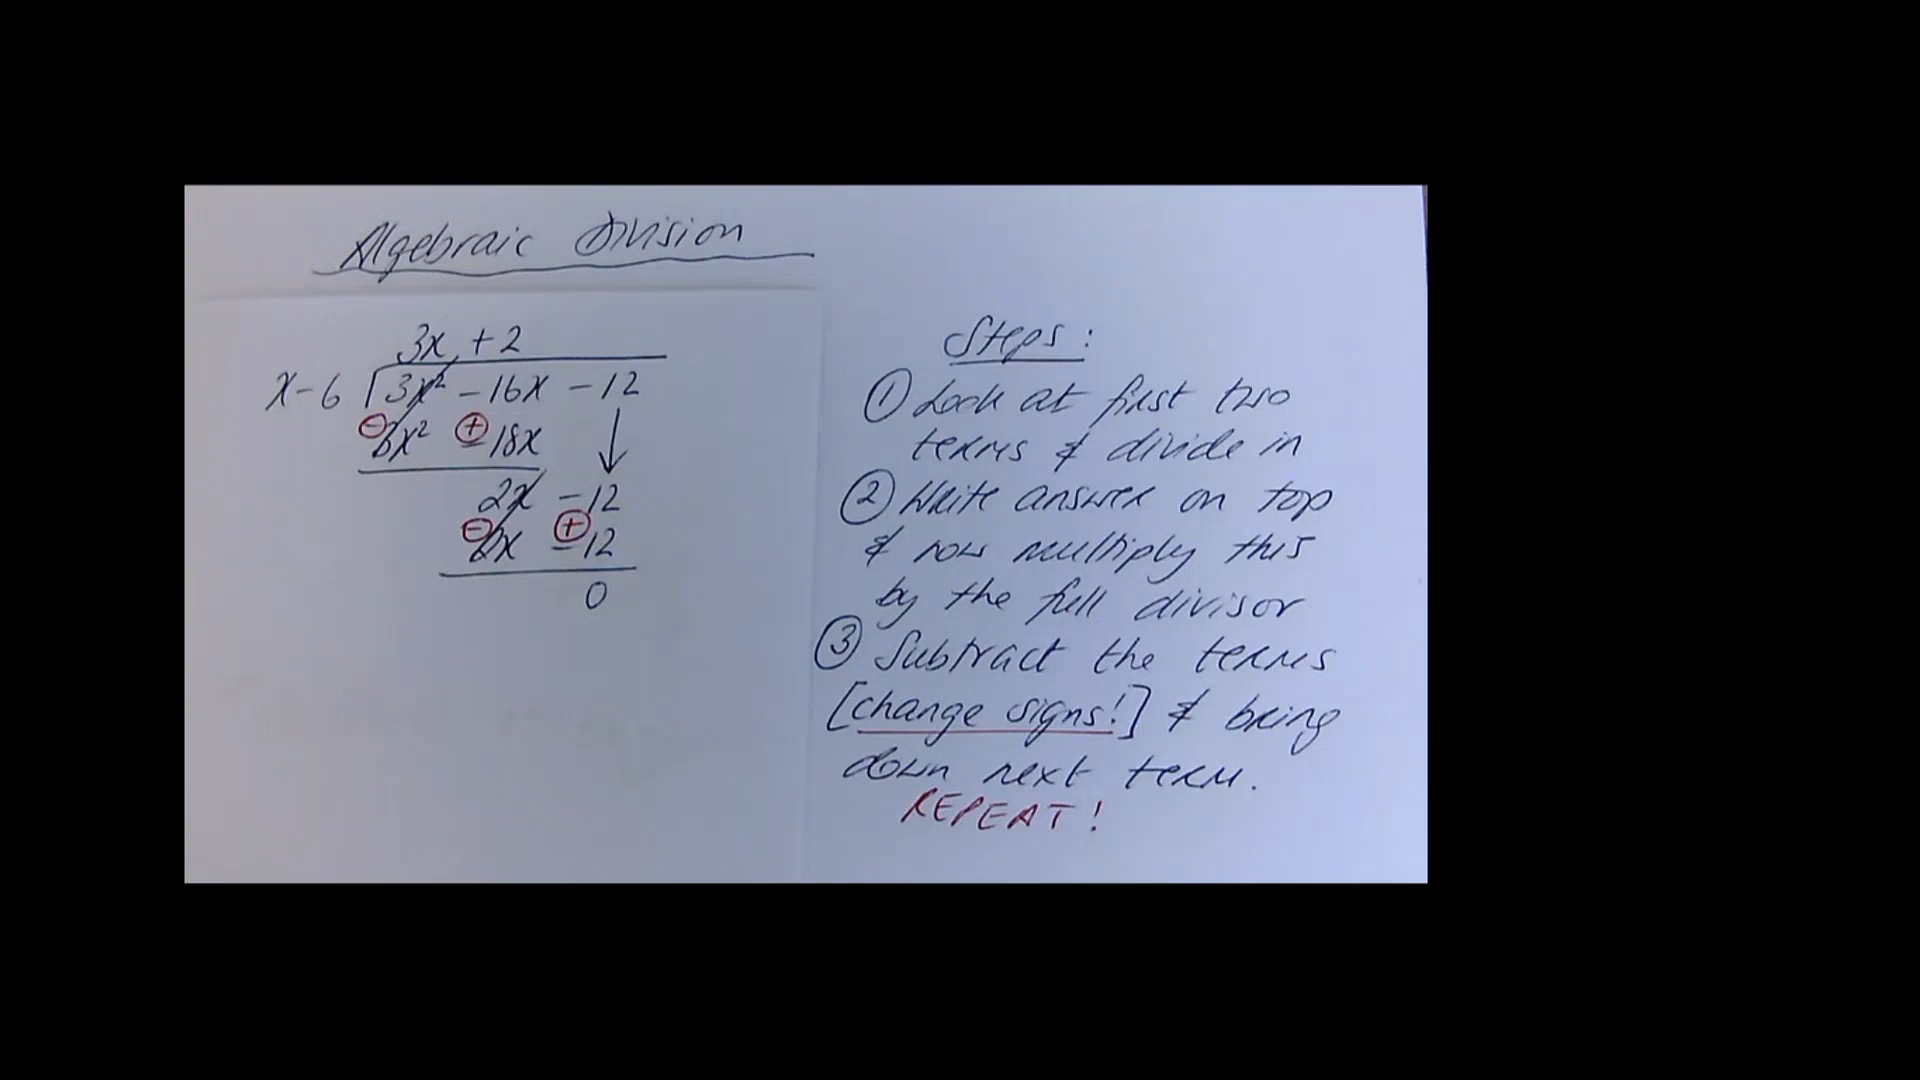 Algebraic Division
3x + 2
x - 6 √3x² - 16x - 12
⊖ 3x² ⊕ - 18x
2x - 12
⊖ 2x ⊕ - 12
0
Steps:
① Look at first two
terms & divide in
② Write answer on top
& now multiply this
by the full divisor
③ Subtract the terms
[change signs!] & bring
down next term.
REPEAT!